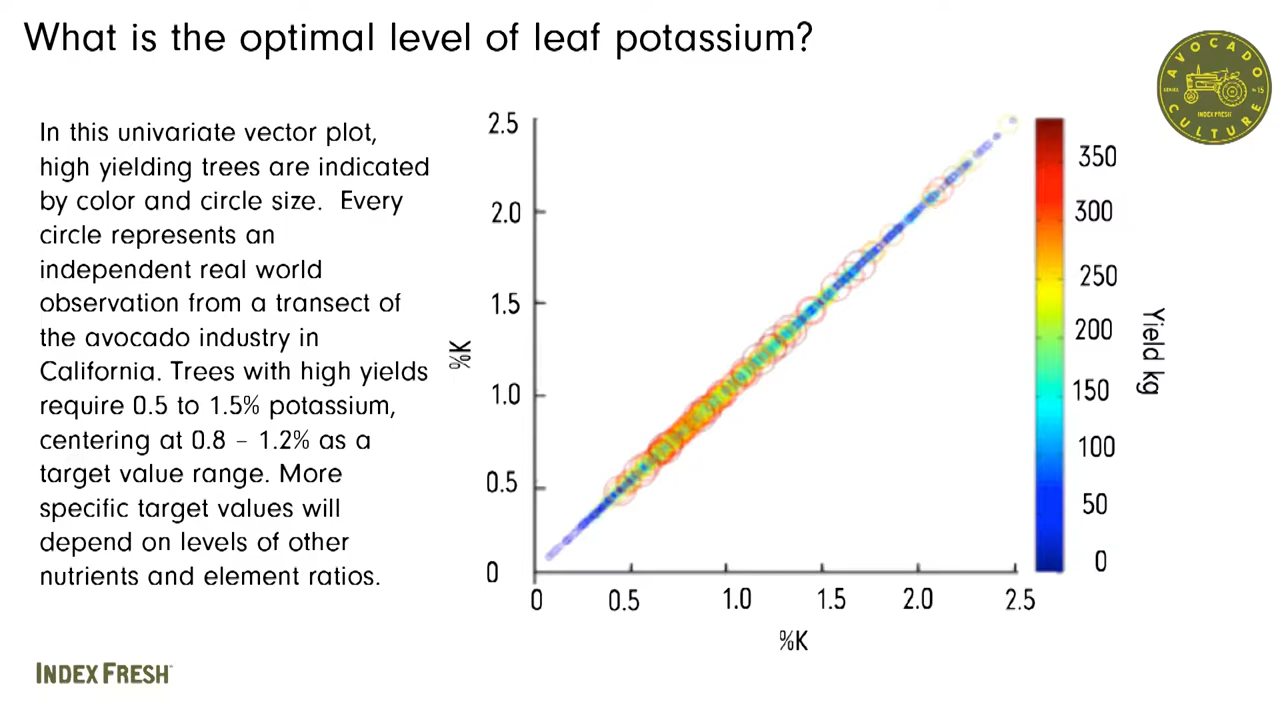 What is the optimal level of leaf potassium?
AVOCADO
SERIES
No 15
INDEX FRESH
CULTURE
In this univariate vector plot,
high yielding trees are indicated
by color and circle size.  Every
circle represents an
independent real world
observation from a transect of
the avocado industry in
California. Trees with high yields
require 0.5 to 1.5% potassium,
centering at 0.8 – 1.2% as a
target value range. More
specific target values will
depend on levels of other
nutrients and element ratios.
%K
2.5
2.0
1.5
1.0
0.5
0
0 0.5 1.0 1.5 2.0 2.5
%K
350
300
250
200
150
100
50
0
Yield kg
INDEX FRESH